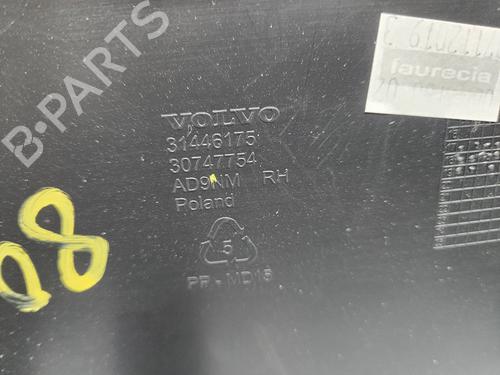 B-PARTS
faurecia
VOLVO
31446175
30747754
AD9NM RH
Poland
5
PP - MD15
08